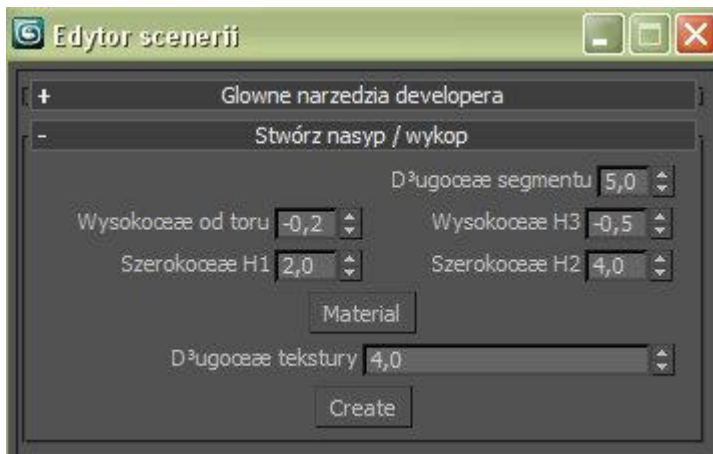 Edytor scenerii
+ Glowne narzedzia developera
- Stwórz nasyp / wykop
D³ugoœæ segmentu 5,0
Wysokoœæ od toru -0,2 Wysokoœæ H3 -0,5
Szerokoœæ H1 2,0 Szerokoœæ H2 4,0
Material
D³ugoœæ tekstury 4,0
Create